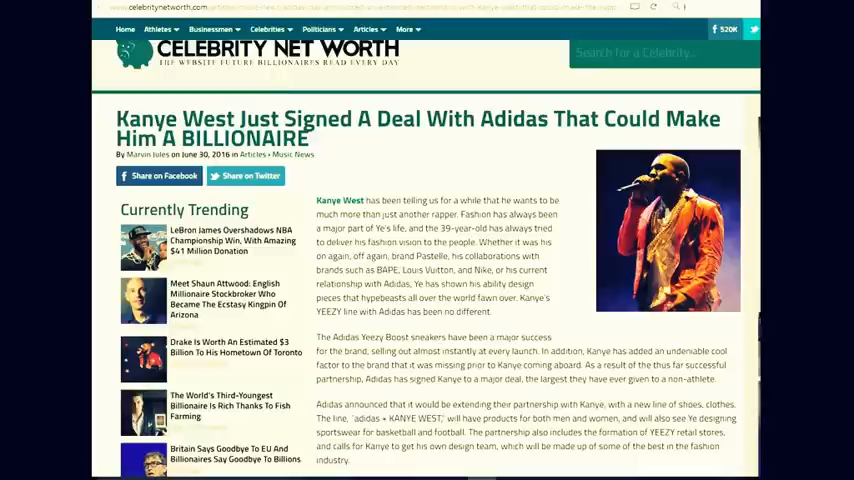 www.celebritynetworth.com
Home Athletes Businessmen Celebrities Politicians Articles More
520K
CELEBRITY NET WORTH
THE WEBSITE FUTURE BILLIONAIRES READ EVERY DAY
Search for a Celebrity...
Kanye West Just Signed A Deal With Adidas That Could Make
Him A BILLIONAIRE
By Marvin Jules on June 30, 2016 in Articles • Music News
Share on Facebook
Share on Twitter
Currently Trending
LeBron James Overshadows NBA
Championship Win, With Amazing
$41 Million Donation
Meet Shaun Attwood: English
Millionaire Stockbroker Who
Became The Ecstasy Kingpin Of
Arizona
Drake Is Worth An Estimated $3
Billion To His Hometown Of Toronto
The World's Third-Youngest
Billionaire Is Rich Thanks To Fish
Farming
Britain Says Goodbye To EU And
Billionaires Say Goodbye To Billions
Kanye West has been telling us for a while that he wants to be
much more than just another rapper. Fashion has always been
a major part of Ye's life, and the 39-year-old has always tried
to deliver his fashion vision to the people. Whether it was his
on again, off again, brand Pastelle, his collaborations with
brands such as BAPE, Louis Vuitton, and Nike, or his current
relationship with Adidas, Ye has shown his ability design
pieces that hypebeasts all over the world fawn over. Kanye's
YEEZY line with Adidas has been no different.
The Adidas Yeezy Boost sneakers have been a major success
for the brand, selling out almost instantly at every launch. In addition, Kanye has added an undeniable cool
factor to the brand that it was missing prior to Kanye coming aboard. As a result of the thus far successful
partnership, Adidas has signed Kanye to a major deal, the largest they have ever given to a non-athlete.
Adidas announced that it would be extending their partnership with Kanye, with a new line of shoes, clothes.
The line, "adidas + KANYE WEST," will have products for both men and women, and will also see Ye designing
sportswear for basketball and football. The partnership also includes the formation of YEEZY retail stores,
and calls for Kanye to get his own design team, which will be made up of some of the best in the fashion
industry.